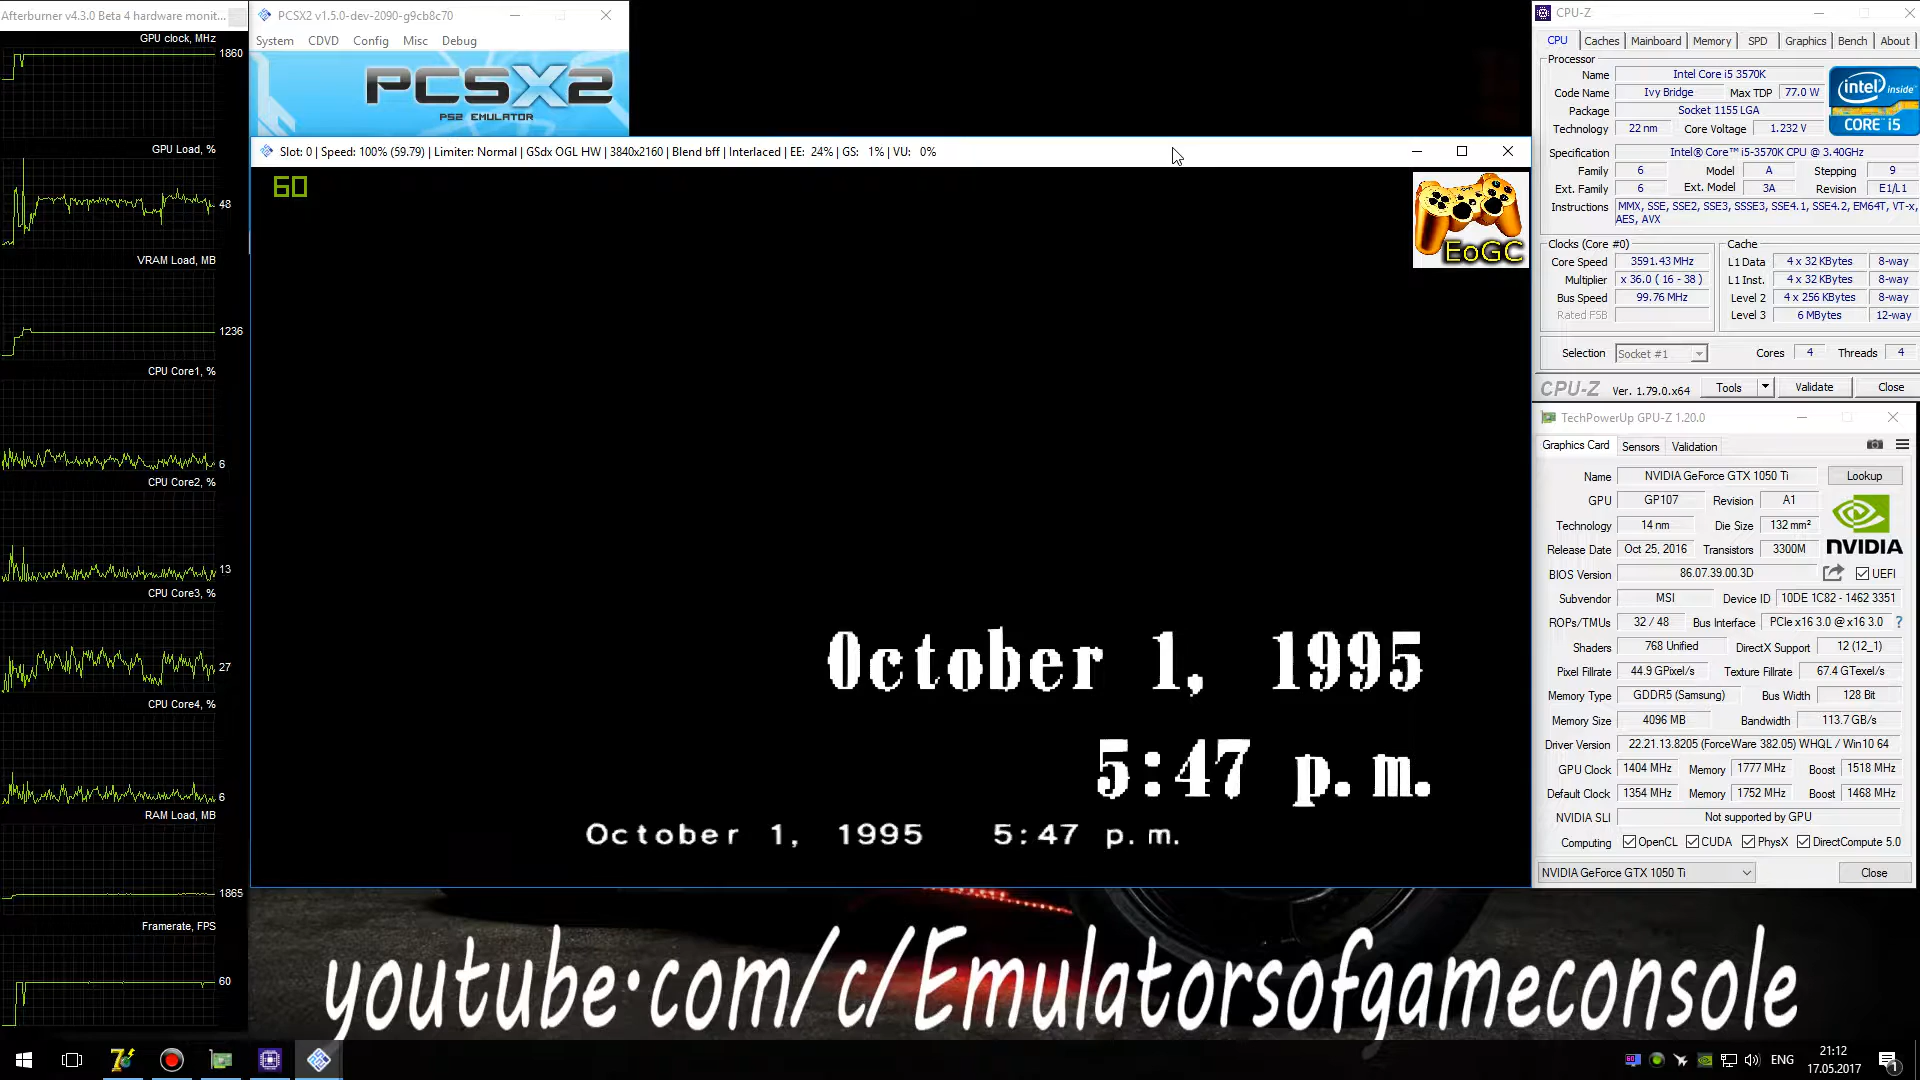 Afterburner v4.3.0 Beta 4 hardware monit...
GPU clock, MHz
1860
GPU Load, %
48
VRAM Load, MB
1236
CPU Core1, %
6
CPU Core2, %
13
CPU Core3, %
27
CPU Core4, %
6
RAM Load, MB
1865
Framerate, FPS
60
PCSX2 v1.5.0-dev-2090-g9cb8c70
System CDVD Config Misc Debug
PCSX2
PS2 EMULATOR
Slot: 0 | Speed: 100% (59.79) | Limiter: Normal | GSdx OGL HW | 3840x2160 | Blend bff | Interlaced | EE: 24% | GS: 1% | VU: 0%
60
EoGC
October 1, 1995
5:47 p.m.
October 1, 1995 5:47 p.m.
CPU-Z
CPU Caches Mainboard Memory SPD Graphics Bench About
Processor
Name Intel Core i5 3570K
Code Name Ivy Bridge Max TDP 77.0 W
Package Socket 1155 LGA
Technology 22 nm Core Voltage 1.232 V
intel inside™
CORE i5
Specification Intel® Core™ i5-3570K CPU @ 3.40GHz
Family 6 Model A Stepping 9
Ext. Family 6 Ext. Model 3A Revision E1/L1
Instructions MMX, SSE, SSE2, SSE3, SSSE3, SSE4.1, SSE4.2, EM64T, VT-x,
AES, AVX
Clocks (Core #0)
Core Speed 3591.43 MHz
Multiplier x 36.0 ( 16 - 38 )
Bus Speed 99.76 MHz
Rated FSB
Cache
L1 Data 4 x 32 KBytes 8-way
L1 Inst. 4 x 32 KBytes 8-way
Level 2 4 x 256 KBytes 8-way
Level 3 6 MBytes 12-way
Selection Socket #1 Cores 4 Threads 4
CPU-Z Ver. 1.79.0.x64 Tools Validate Close
TechPowerUp GPU-Z 1.20.0
Graphics Card Sensors Validation
Name NVIDIA GeForce GTX 1050 Ti Lookup
GPU GP107 Revision A1
Technology 14 nm Die Size 132 mm²
Release Date Oct 25, 2016 Transistors 3300M
NVIDIA
BIOS Version 86.07.39.00.3D UEFI
Subvendor MSI Device ID 10DE 1C82 - 1462 3351
ROPs/TMUs 32 / 48 Bus Interface PCIe x16 3.0 @ x16 3.0 ?
Shaders 768 Unified DirectX Support 12 (12_1)
Pixel Fillrate 44.9 GPixel/s Texture Fillrate 67.4 GTexel/s
Memory Type GDDR5 (Samsung) Bus Width 128 Bit
Memory Size 4096 MB Bandwidth 113.7 GB/s
Driver Version 22.21.13.8205 (ForceWare 382.05) WHQL / Win10 64
GPU Clock 1404 MHz Memory 1777 MHz Boost 1518 MHz
Default Clock 1354 MHz Memory 1752 MHz Boost 1468 MHz
NVIDIA SLI Not supported by GPU
Computing OpenCL CUDA PhysX DirectCompute 5.0
NVIDIA GeForce GTX 1050 Ti Close
youtube.com/c/Emulatorsofgameconsole
60
ENG
21:12
17.05.2017
1